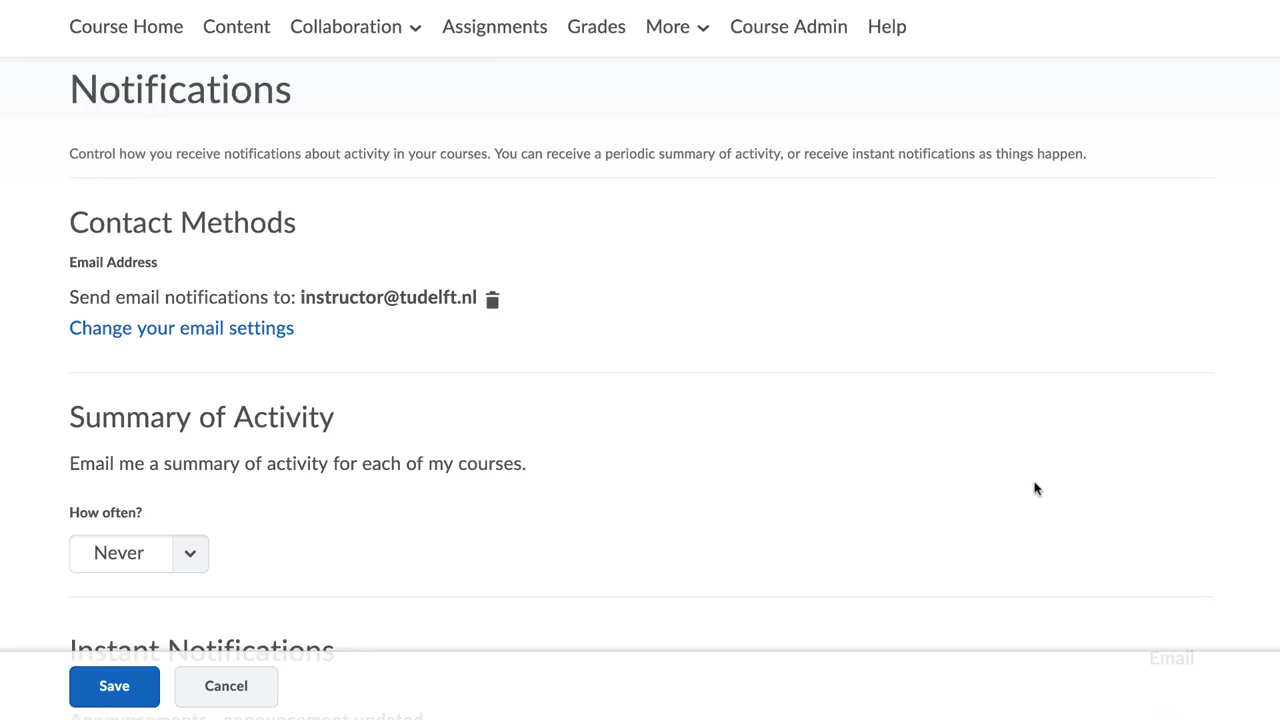 Course Home Content Collaboration Assignments Grades More Course Admin Help
Notifications
Control how you receive notifications about activity in your courses. You can receive a periodic summary of activity, or receive instant notifications as things happen.
Contact Methods
Email Address
Send email notifications to: instructor@tudelft.nl
Change your email settings
Summary of Activity
Email me a summary of activity for each of my courses.
How often?
Never
Instant Notifications
Email
Save Cancel
Announcements - announcement updated